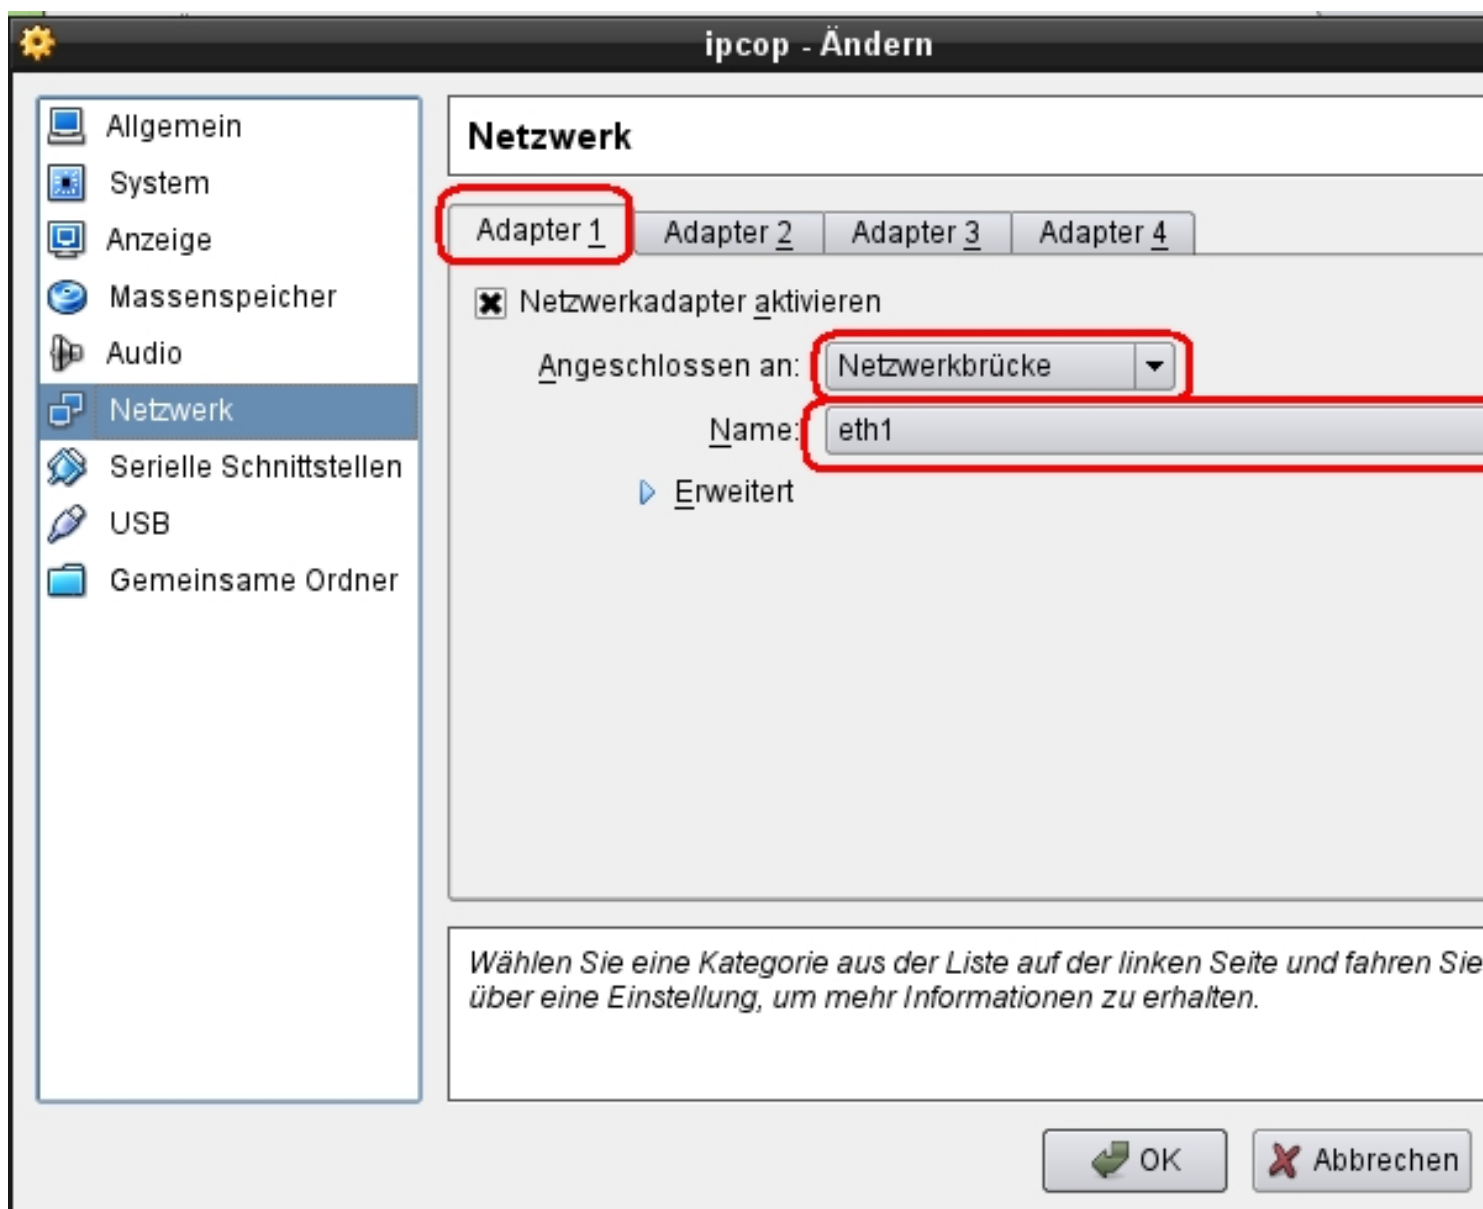 ipcop - Ändern
Allgemein
System
Anzeige
Massenspeicher
Audio
Netzwerk
Serielle Schnittstellen
USB
Gemeinsame Ordner
Netzwerk
Adapter 1 Adapter 2 Adapter 3 Adapter 4
Netzwerkadapter aktivieren
Angeschlossen an: Netzwerkbrücke
Name: eth1
Erweitert
Wählen Sie eine Kategorie aus der Liste auf der linken Seite und fahren Sie
über eine Einstellung, um mehr Informationen zu erhalten.
OK Abbrechen